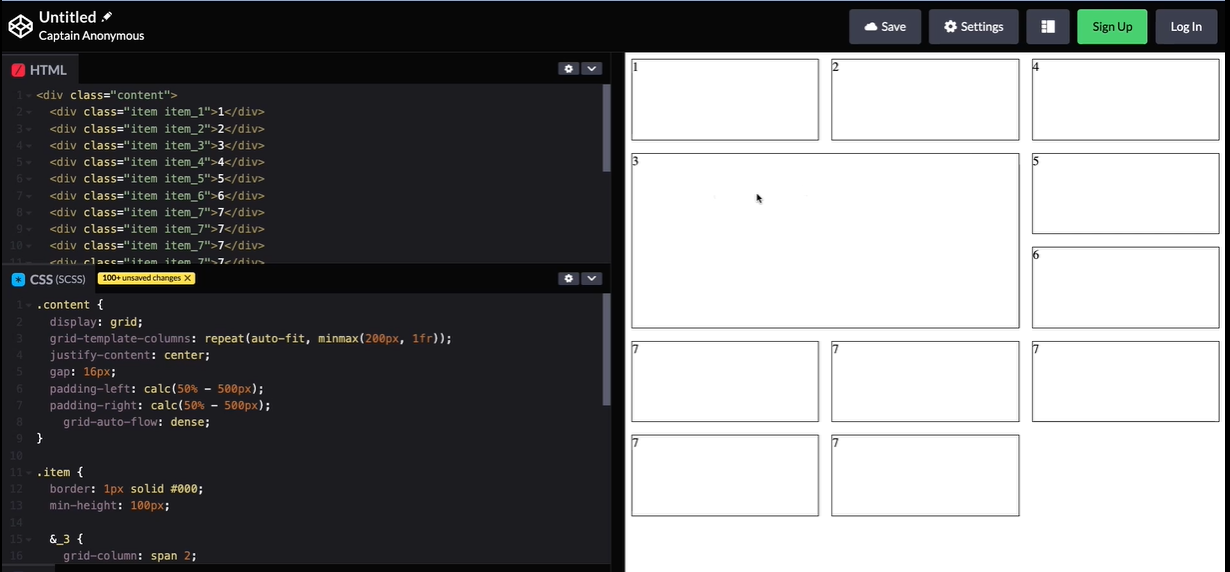 Untitled
Captain Anonymous
Save
Settings
Sign Up
Log In
HTML
1 <div class="content">
2 <div class="item item_1">1</div>
3 <div class="item item_2">2</div>
4 <div class="item item_3">3</div>
5 <div class="item item_4">4</div>
6 <div class="item item_5">5</div>
7 <div class="item item_6">6</div>
8 <div class="item item_7">7</div>
9 <div class="item item_7">7</div>
10 <div class="item item_7">7</div>
11 <div class="item item_7">7</div>
CSS (SCSS)
100+ unsaved changes X
1 .content {
2 display: grid;
3 grid-template-columns: repeat(auto-fit, minmax(200px, 1fr));
4 justify-content: center;
5 gap: 16px;
6 padding-left: calc(50% - 500px);
7 padding-right: calc(50% - 500px);
8 grid-auto-flow: dense;
9 }
10
11 .item {
12 border: 1px solid #000;
13 min-height: 100px;
14
15 &_3 {
16 grid-column: span 2;
1
2
4
3
5
6
7
7
7
7
7